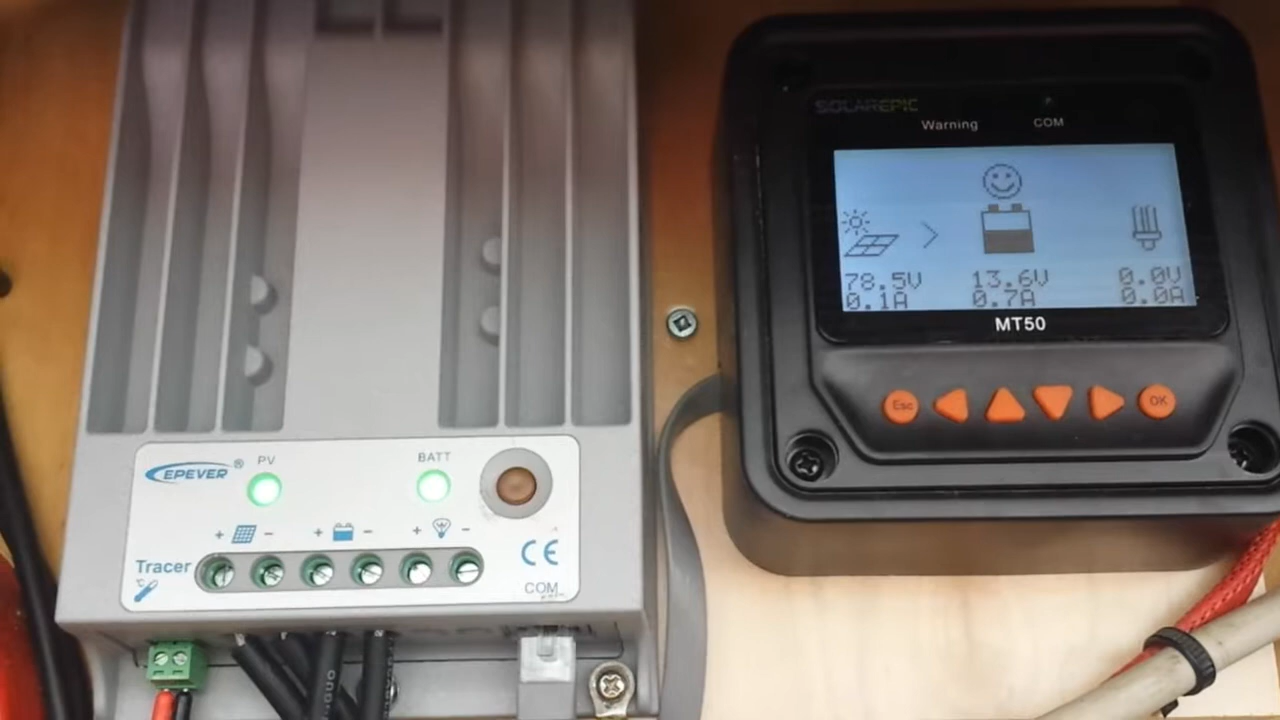 SOLAREPIC
Warning COM
78.5V 13.6V 0.0V
0.1A 0.7A 0.0A
MT50
Esc OK
EPEVER®
PV BATT
+ - + - + -
Tracer
°C
CE
COM